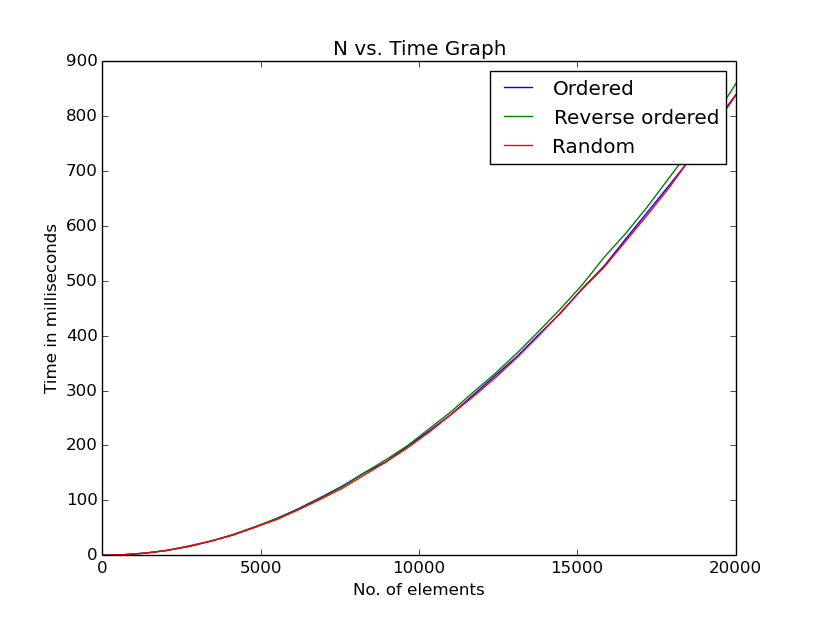 N vs. Time Graph
900
800
700
600
500
400
300
200
100
0
Time in milliseconds
Ordered
Reverse ordered
Random
0
5000
10000
15000
20000
No. of elements